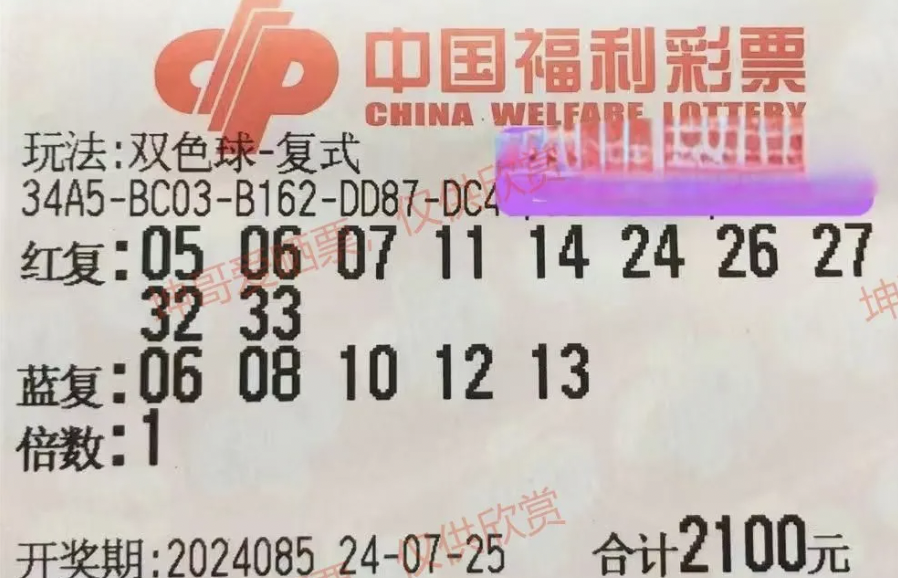 中国福利彩票
CHINA WELFARE LOTTERY
玩法:双色球-复式
34A5-BC03-B162-DD87-DC4
红复:05 06 07 11 14 24 26 27
32 33
蓝复:06 08 10 12 13
倍数:1
开奖期:2024085 24-07-25 合计2100元
坤哥爱晒票，仅供欣赏
仅供欣赏
坤